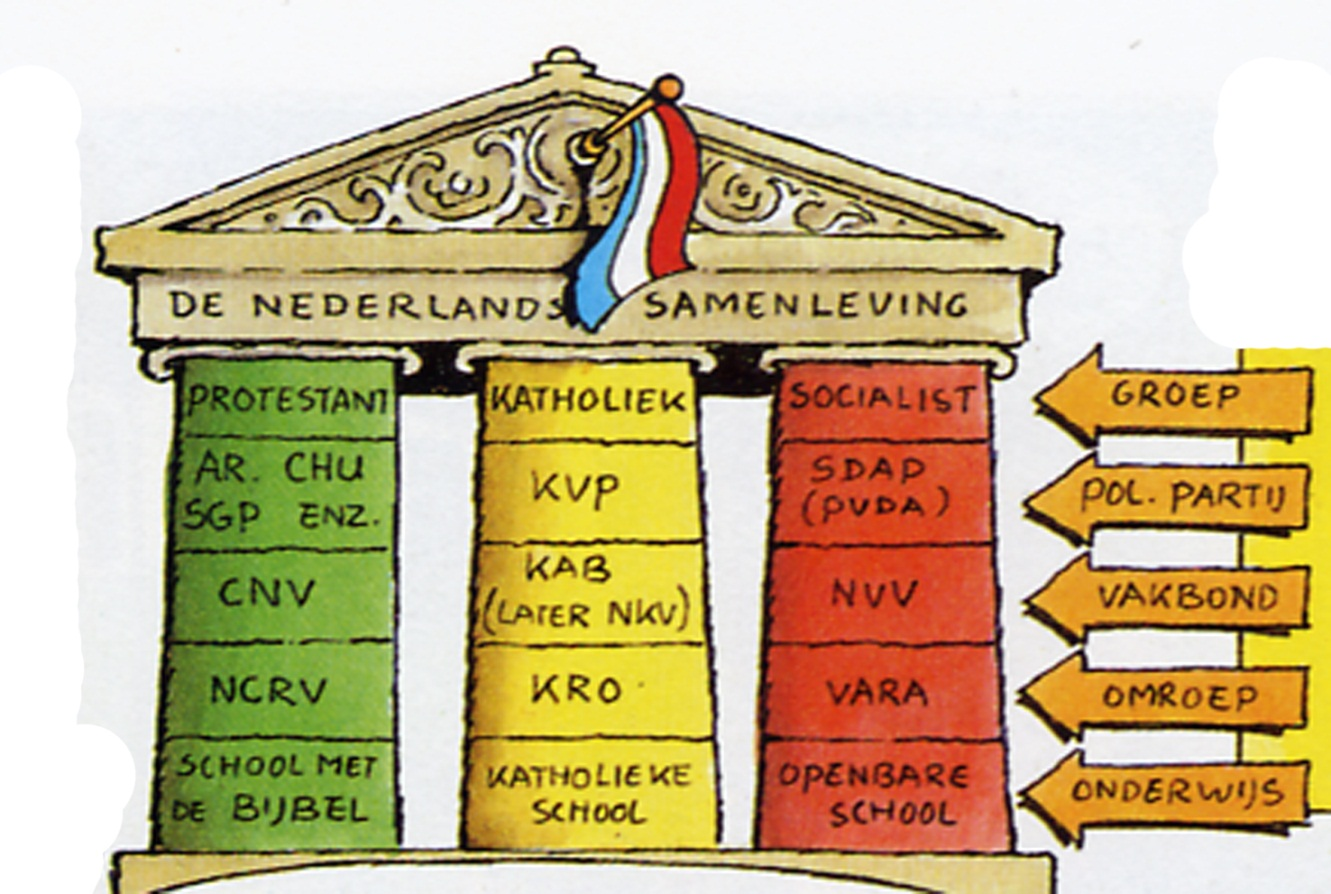 DE NEDERLANDS SAMENLEVING
PROTESTANT KATHOLIEK SOCIALIST GROEP
AR. CHU
SGP ENZ.
KVP
SDAP
(PVDA)
POL. PARTIJ
CNV
KAB
(LATER NKV)
NVV
VAKBOND
NCRV KRO VARA OMROEP
SCHOOL MET
DE BIJBEL
KATHOLIEKE
SCHOOL
OPENBARE
SCHOOL
ONDERWIJS